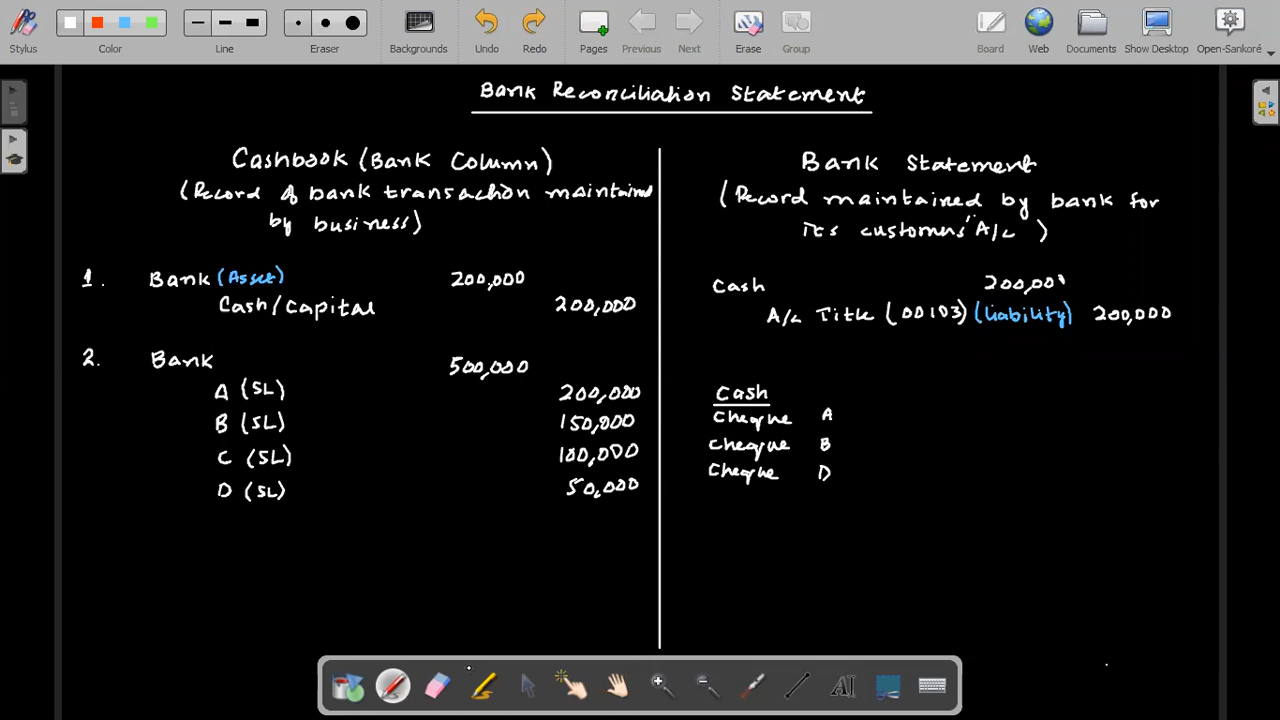 Stylus
Color
Line
Eraser
Backgrounds
Undo
Redo
Pages
Previous
Next
Erase
Group
Board
Web
Documents
Show Desktop
Open-Sankoré
Bank Reconciliation Statement
Cashbook (Bank Column)
(Record of bank transaction maintained
by business)
1. Bank (Asset) 200,000
Cash/Capital 200,000
2. Bank 500,000
A (SL) 200,000
B (SL) 150,000
C (SL) 100,000
D (SL) 50,000
Bank Statement
(Record maintained by bank for
its customers' A/c)
Cash 200,000
A/c Title (00103) (liability) 200,000
Cash
Cheque A
Cheque B
Cheque D
AI